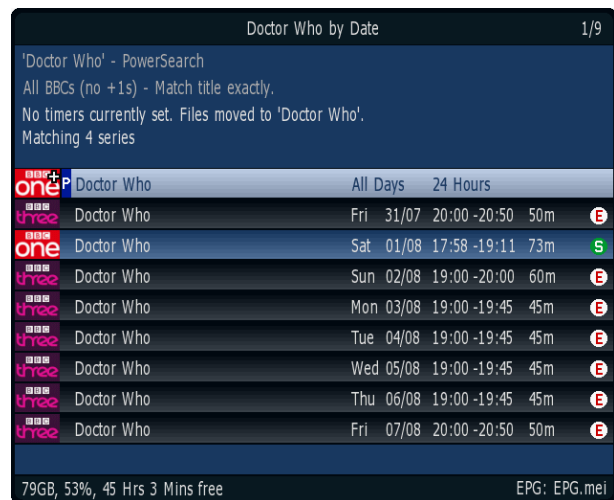 Doctor Who by Date 1/9
'Doctor Who' - PowerSearch
All BBCs (no +1s) - Match title exactly.
No timers currently set. Files moved to 'Doctor Who'.
Matching 4 series
BBC one + P Doctor Who All Days 24 Hours
BBC three Doctor Who Fri 31/07 20:00 -20:50 50m E
BBC one Doctor Who Sat 01/08 17:58 -19:11 73m S
BBC three Doctor Who Sun 02/08 19:00 -20:00 60m E
BBC three Doctor Who Mon 03/08 19:00 -19:45 45m E
BBC three Doctor Who Tue 04/08 19:00 -19:45 45m E
BBC three Doctor Who Wed 05/08 19:00 -19:45 45m E
BBC three Doctor Who Thu 06/08 19:00 -19:45 45m E
BBC three Doctor Who Fri 07/08 20:00 -20:50 50m E
79GB, 53%, 45 Hrs 3 Mins free EPG: EPG.mei